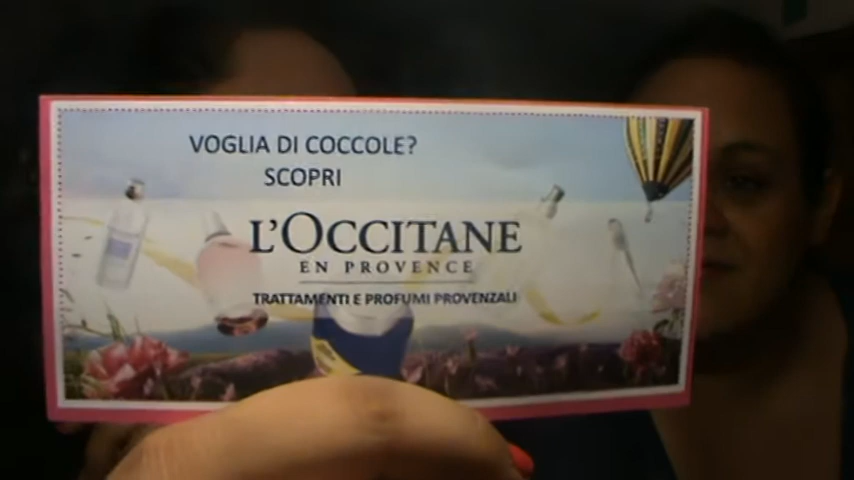 VOGLIA DI COCCOLE?
SCOPRI
L'OCCITANE
EN PROVENCE
TRATTAMENTI E PROFUMI PROVENZALI